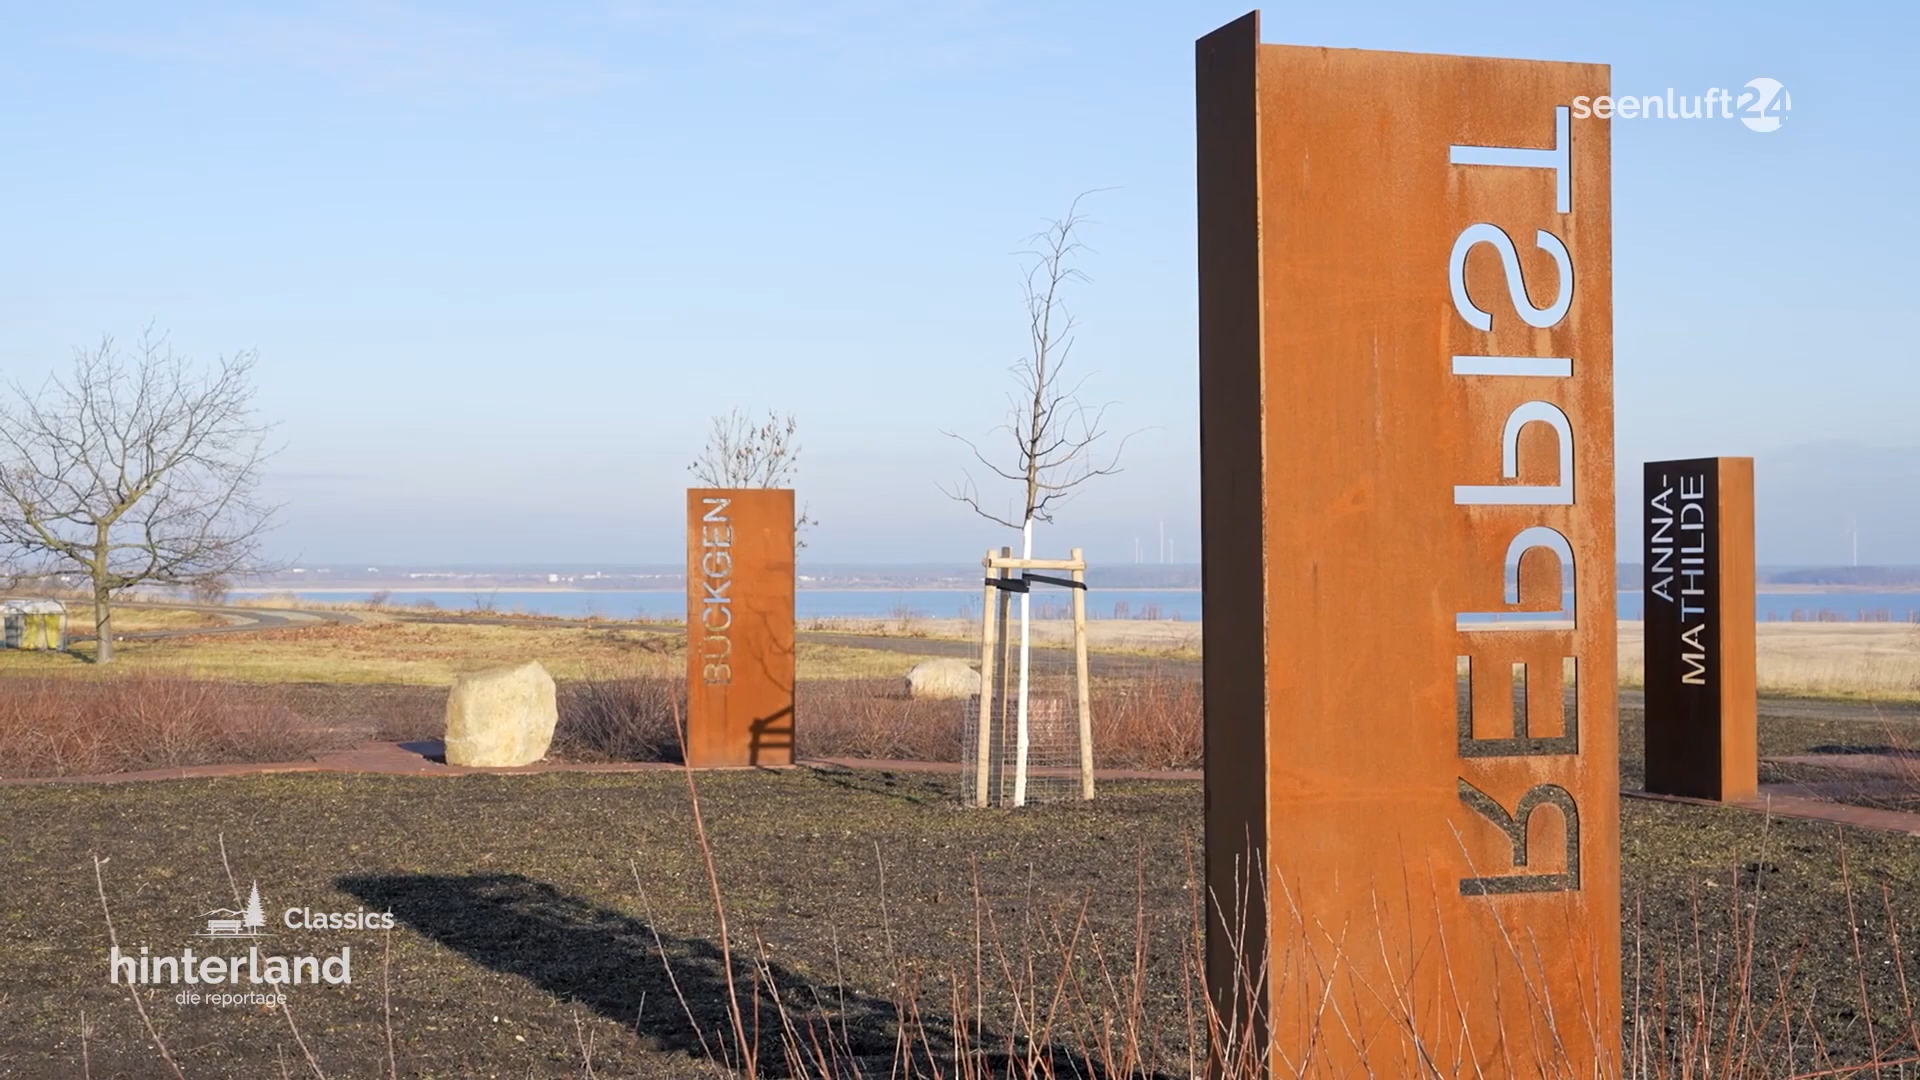 seenluft24
BÜCKGEN
REPPIST
ANNA-
MATHILDE
Classics
hinterland
die reportage